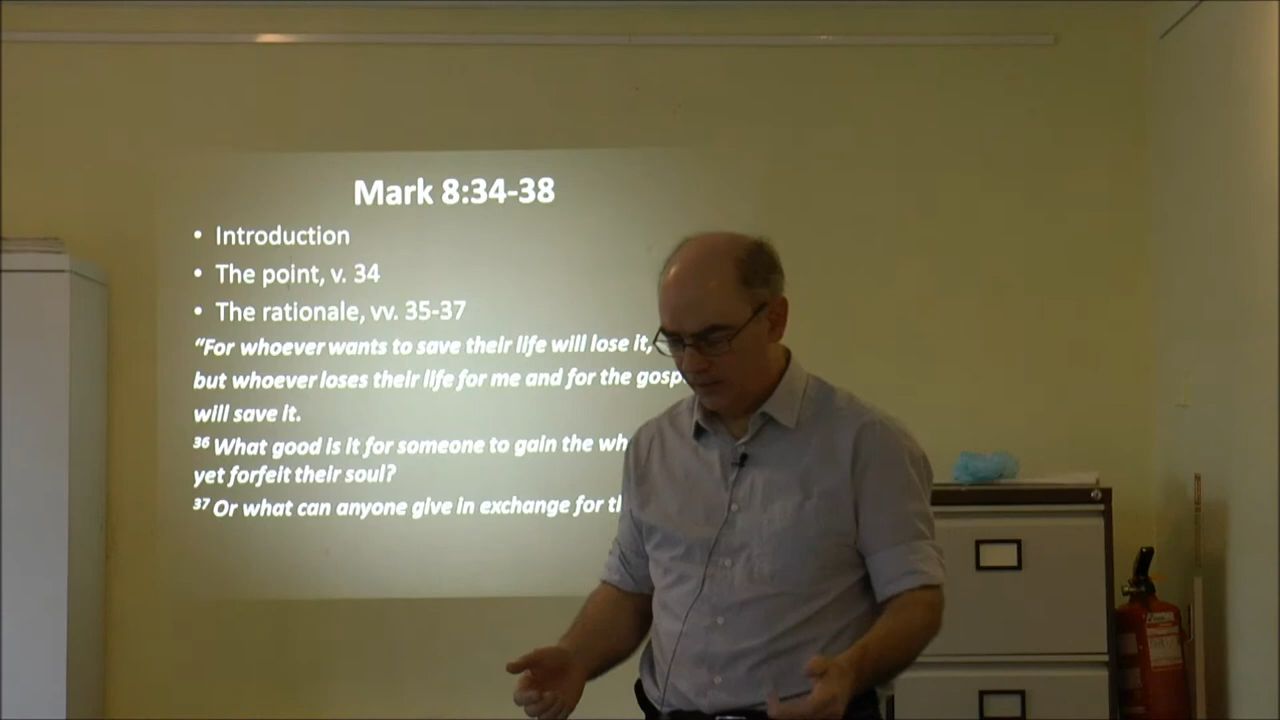 Mark 8:34-38
• Introduction
• The point, v. 34
• The rationale, vv. 35-37
“For whoever wants to save their life will lose it,
but whoever loses their life for me and for the gosp
will save it.
36 What good is it for someone to gain the wh
yet forfeit their soul?
37 Or what can anyone give in exchange for th